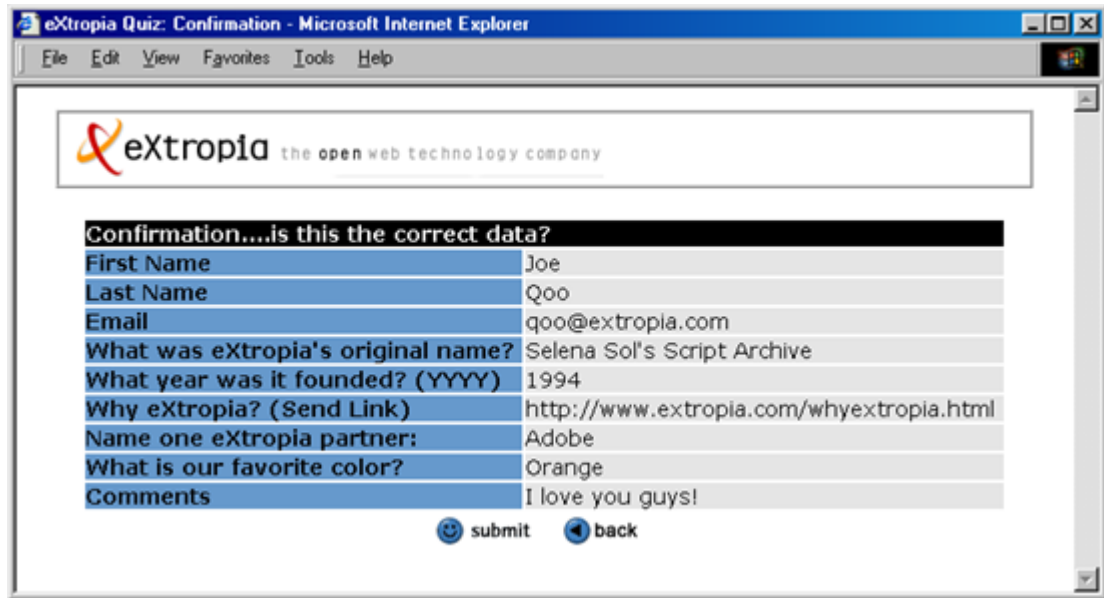 eXtropia Quiz: Confirmation - Microsoft Internet Explorer
File Edit View Favorites Tools Help
eXtropia the open web technology company
Confirmation....is this the correct data?
First Name Joe
Last Name Qoo
Email qoo@extropia.com
What was eXtropia's original name? Selena Sol's Script Archive
What year was it founded? (YYYY) 1994
Why eXtropia? (Send Link) http://www.extropia.com/whyextropia.html
Name one eXtropia partner: Adobe
What is our favorite color? Orange
Comments I love you guys!
submit back